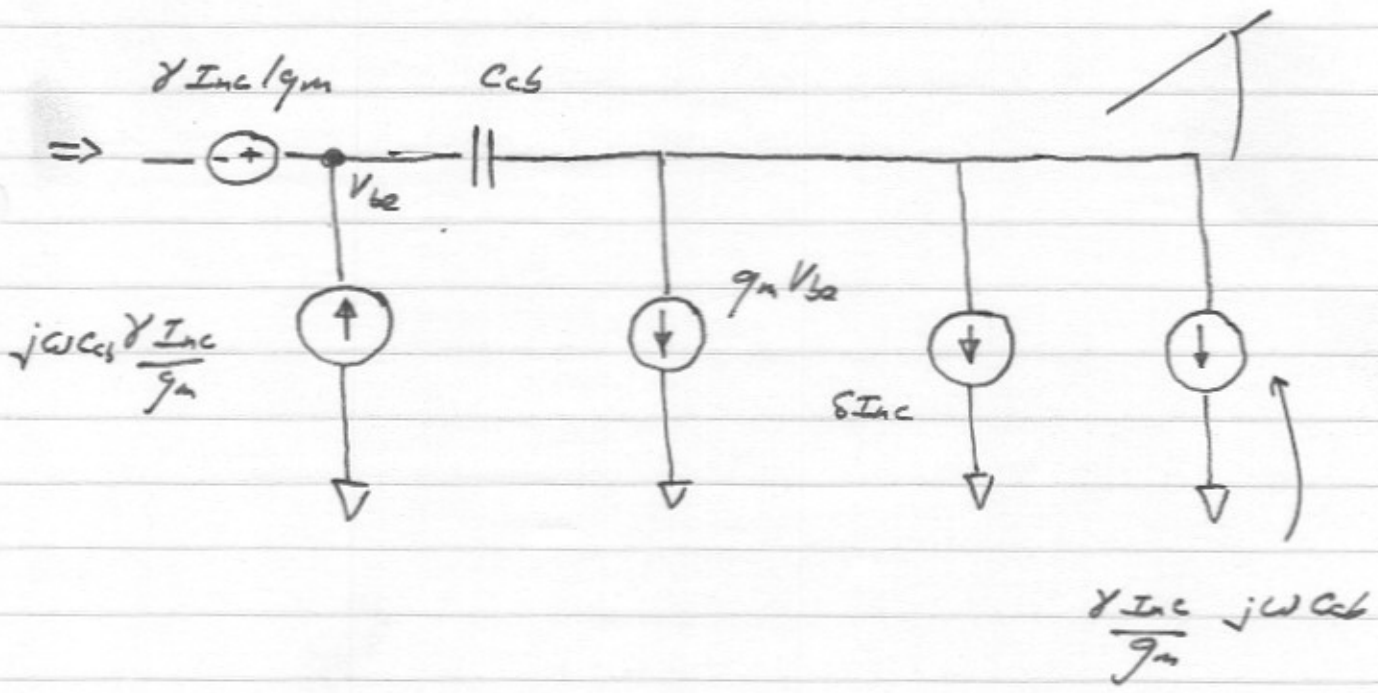 γ Inc / gm
Ccb
=>
- +
Vbe
gm Vbe
jωCcb γ Inc / gm
δ Inc
γ Inc / gm jω Ccb